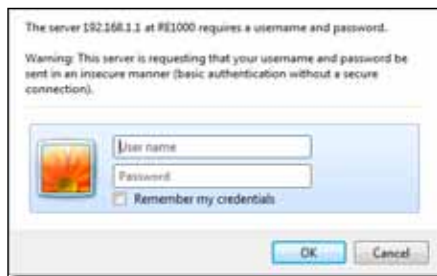 The server 192.168.1.1 at RE1000 requires a username and password.
Warning: This server is requesting that your username and password be
sent in an insecure manner (basic authentication without a secure
connection).
User name
Password
Remember my credentials
OK Cancel